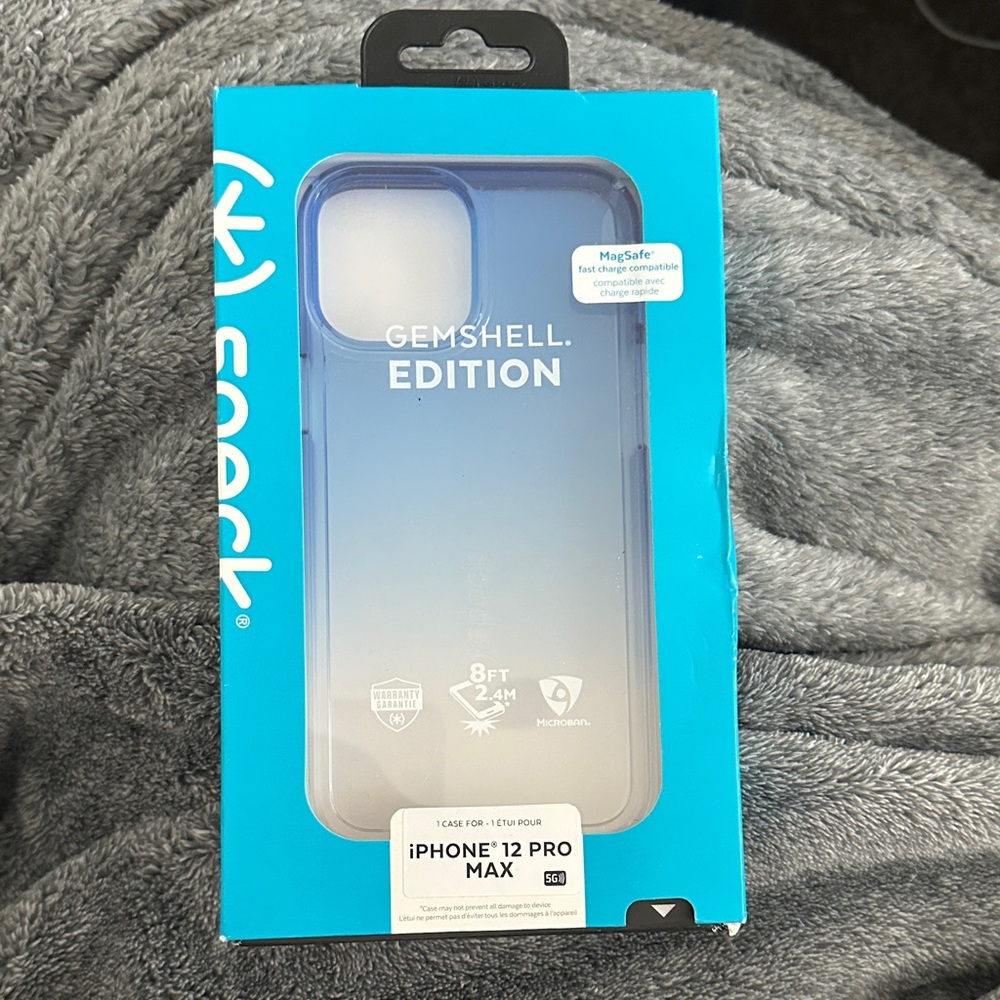 speck®
MagSafe®
fast charge compatible
compatible avec
charge rapide
GEMSHELL.
EDITION
WARRANTY
GARANTIE
8FT
2.4M*
MICROBAN®
1 CASE FOR - 1 ÉTUI POUR
iPHONE® 12 PRO
MAX
5G
*Case may not prevent all damage to device
L'étui ne permet pas d'éviter tous les dommages à l'appareil